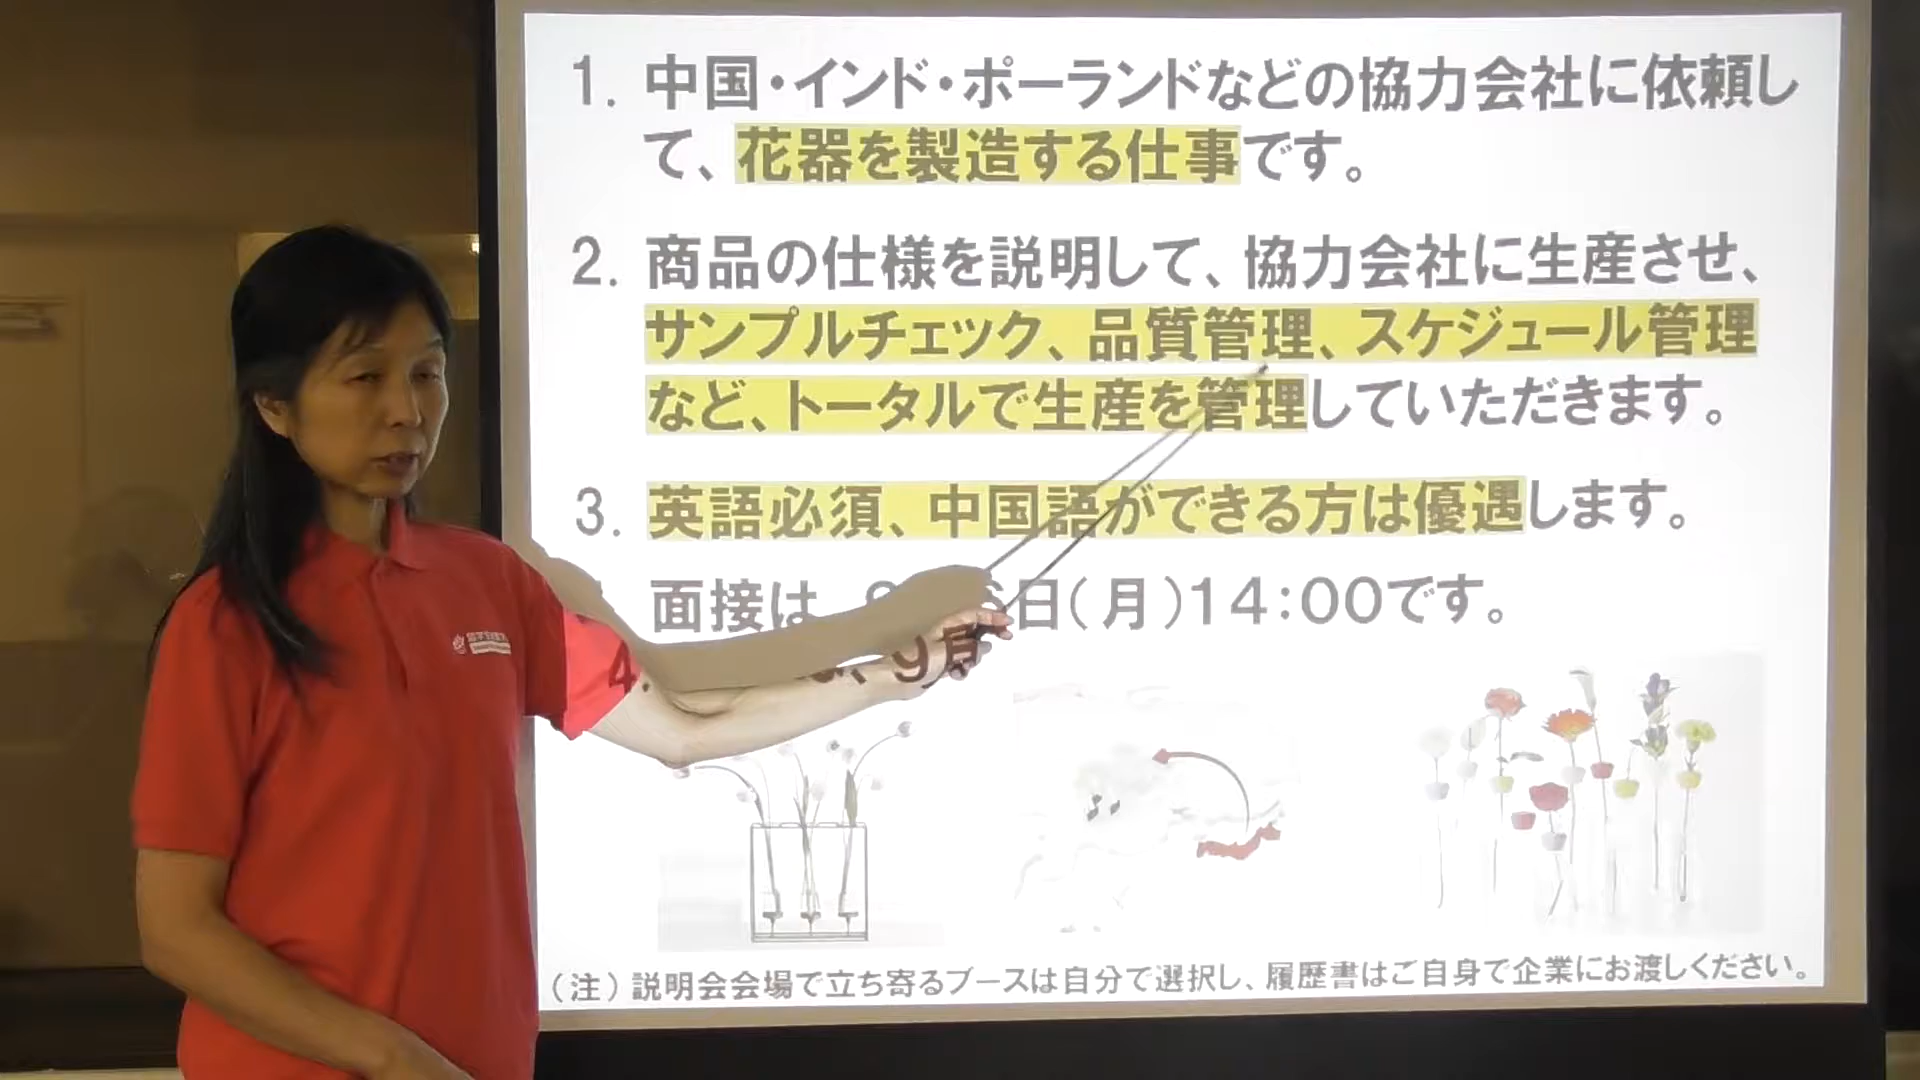 1. 中国・インド・ポーランドなどの協力会社に依頼し
て、花器を製造する仕事です。
2. 商品の仕様を説明して、協力会社に生産させ、
サンプルチェック、品質管理、スケジュール管理
など、トータルで生産を管理していただきます。
3. 英語必須、中国語ができる方は優遇します。
4. 面接は、9月6日(月)14:00です。
(注)説明会会場で立ち寄るブースは自分で選択し、履歴書はご自身で企業にお渡しください。